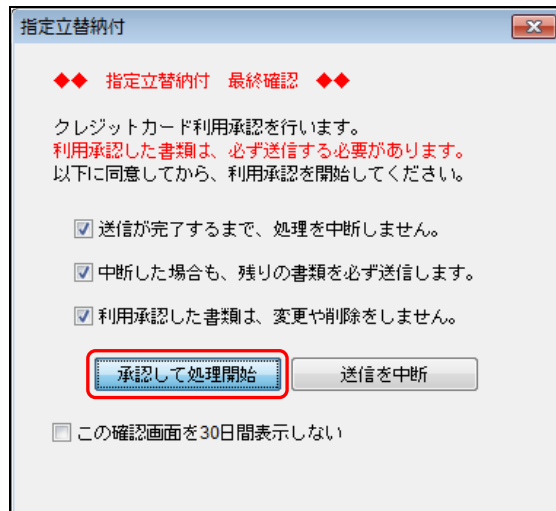 指定立替納付
◆◆ 指定立替納付 最終確認 ◆◆
クレジットカード利用承認を行います。
利用承認した書類は、必ず送信する必要があります。
以下に同意してから、利用承認を開始してください。
送信が完了するまで、処理を中断しません。
中断した場合も、残りの書類を必ず送信します。
利用承認した書類は、変更や削除をしません。
承認して処理開始 送信を中断
この確認画面を30日間表示しない